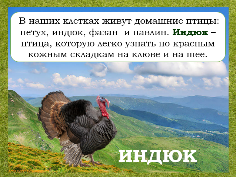 В наших клетках живут домашние птицы:
петух, индюк, фазан и павлин. Индюк –
птица, которую легко узнать по красным
кожным складкам на клюве и на шее.
ИНДЮК